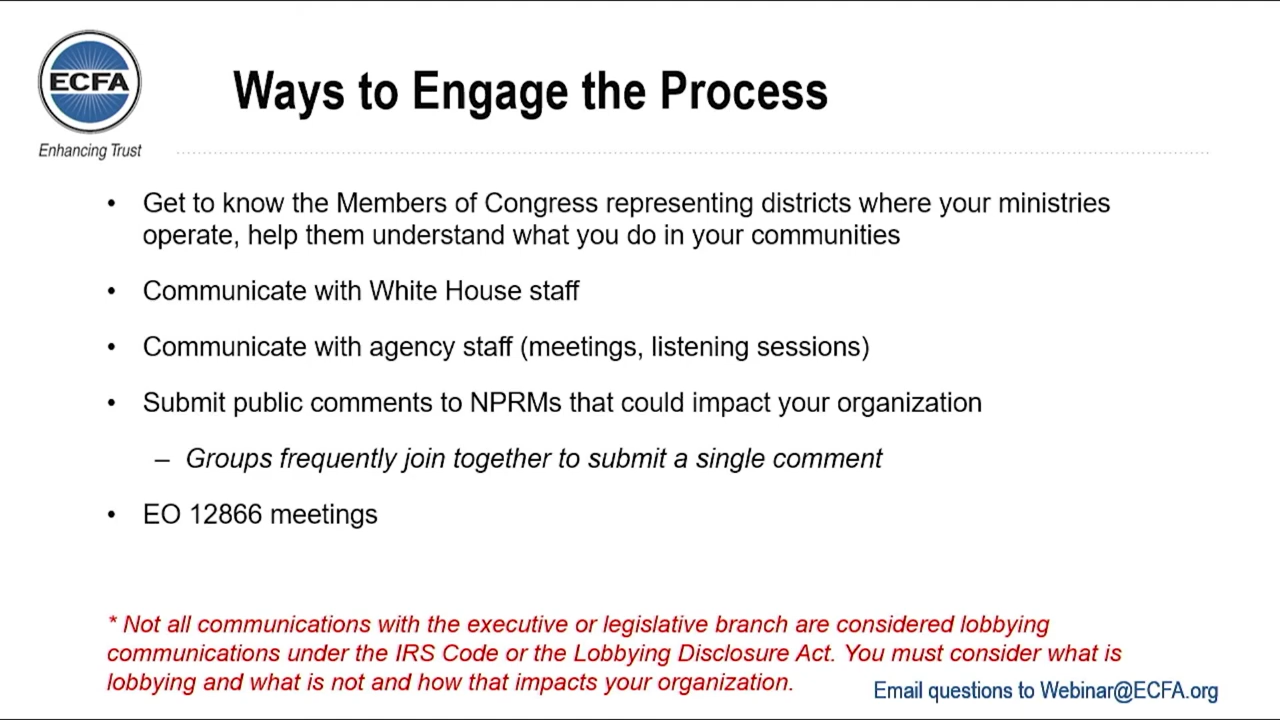 ECFA
Enhancing Trust
Ways to Engage the Process
• Get to know the Members of Congress representing districts where your ministries
operate, help them understand what you do in your communities
• Communicate with White House staff
• Communicate with agency staff (meetings, listening sessions)
• Submit public comments to NPRMs that could impact your organization
– Groups frequently join together to submit a single comment
• EO 12866 meetings
* Not all communications with the executive or legislative branch are considered lobbying
communications under the IRS Code or the Lobbying Disclosure Act. You must consider what is
lobbying and what is not and how that impacts your organization.
Email questions to Webinar@ECFA.org